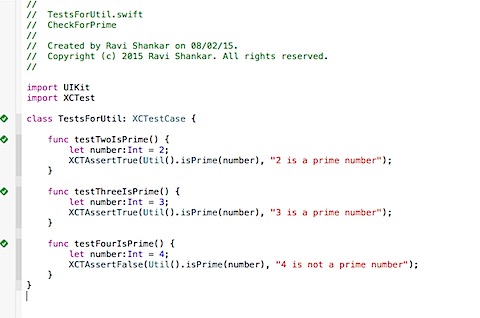 //
//  TestsForUtil.swift
//  CheckForPrime
//
//  Created by Ravi Shankar on 08/02/15.
//  Copyright (c) 2015 Ravi Shankar. All rights reserved.
//
import UIKit
import XCTest
class TestsForUtil: XCTestCase {
func testTwoIsPrime() {
let number:Int = 2;
XCTAssertTrue(Util().isPrime(number), "2 is a prime number");
}
func testThreeIsPrime() {
let number:Int = 3;
XCTAssertTrue(Util().isPrime(number), "3 is a prime number");
}
func testFourIsPrime() {
let number:Int = 4;
XCTAssertFalse(Util().isPrime(number), "4 is not a prime number");
}
}